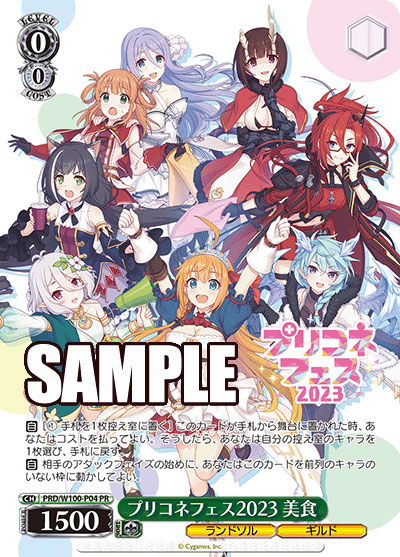 LEVEL
0
0
COST
プリコネ
フェス
2023
SAMPLE
自［① 手札を1枚控え室に置く］ このカードが手札から舞台に置かれた時、あ
なたはコストを払ってよい。そうしたら、あなたは自分の控え室のキャラを
1枚選び、手札に戻す。
自 相手のアタックフェイズの始めに、あなたはこのカードを前列のキャラの
いない枠に動かしてよい。
CH PRD/W100-P04 PR
POWER 1500
プリコネフェス2023 美食
ランドソル ギルド
© Cygames, Inc.